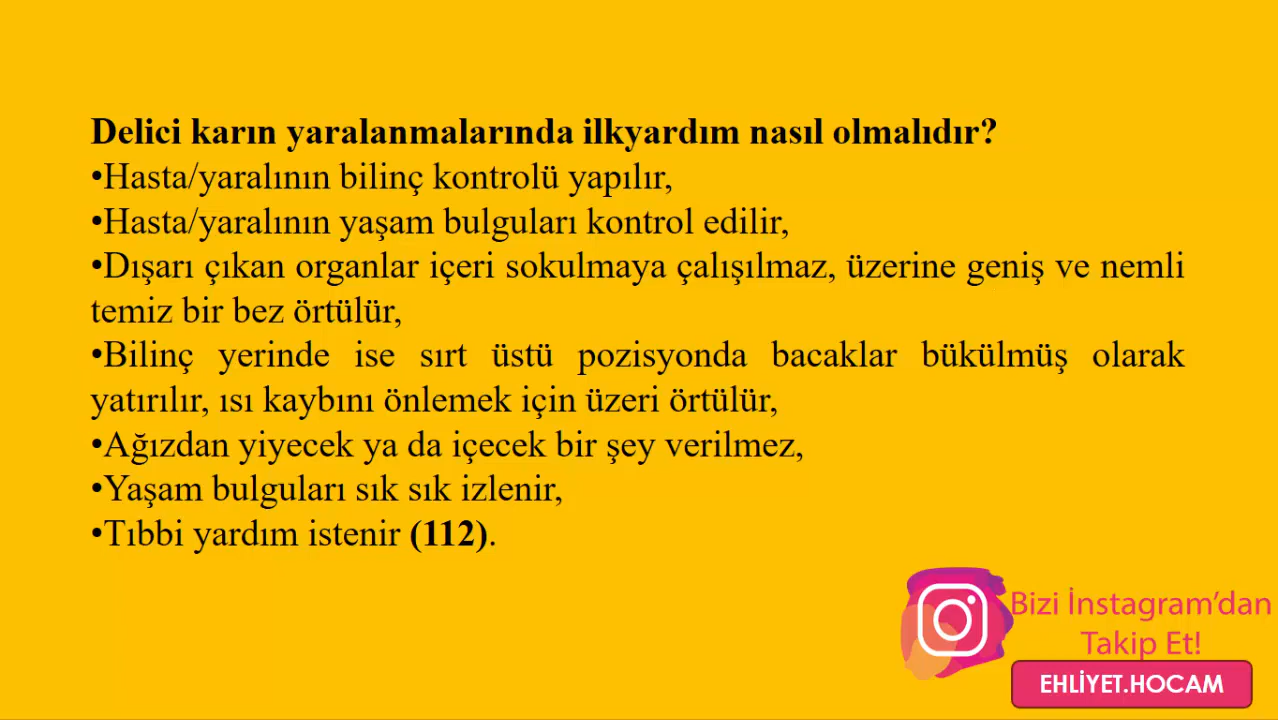 Delici karın yaralanmalarında ilkyardım nasıl olmalıdır?
•Hasta/yaralının bilinç kontrolü yapılır,
•Hasta/yaralının yaşam bulguları kontrol edilir,
•Dışarı çıkan organlar içeri sokulmaya çalışılmaz, üzerine geniş ve nemli
temiz bir bez örtülür,
•Bilinç yerinde ise sırt üstü pozisyonda bacaklar bükülmüş olarak
yatırılır, ısı kaybını önlemek için üzeri örtülür,
•Ağızdan yiyecek ya da içecek bir şey verilmez,
•Yaşam bulguları sık sık izlenir,
•Tıbbi yardım istenir (112).
Bizi İnstagram’dan
Takip Et!
EHLİYET.HOCAM